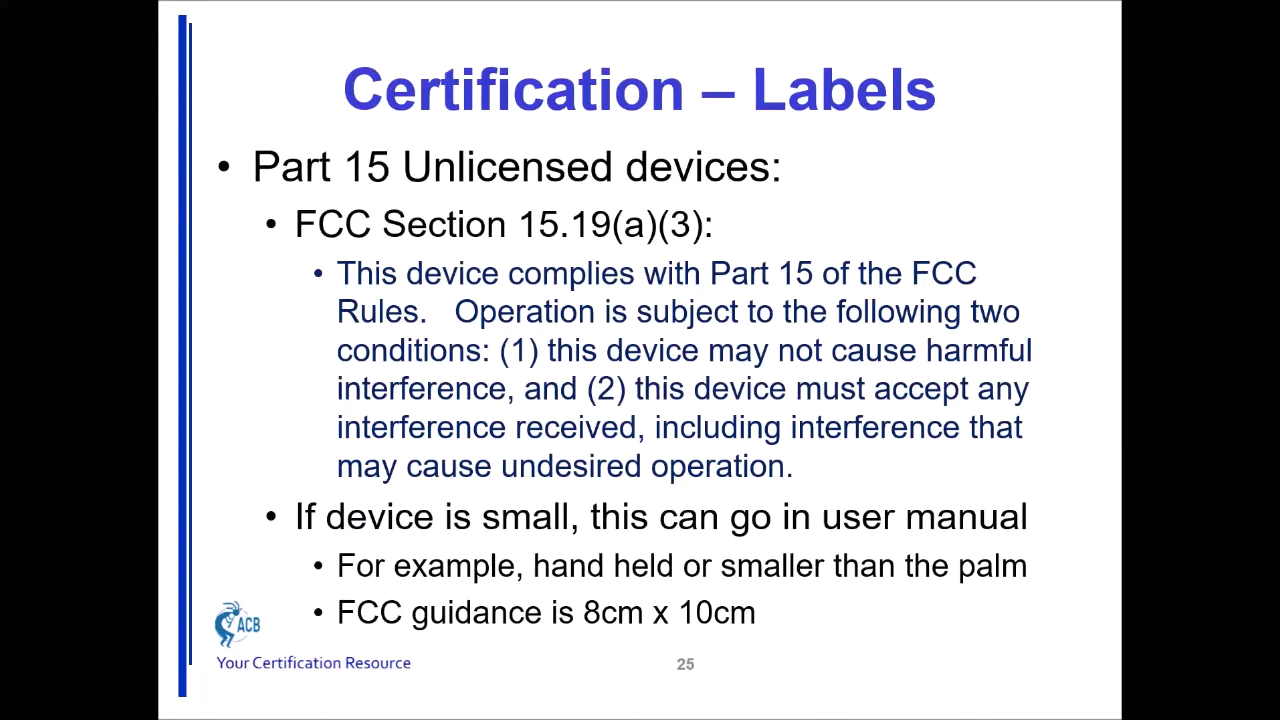 Certification – Labels
• Part 15 Unlicensed devices:
• FCC Section 15.19(a)(3):
• This device complies with Part 15 of the FCC
Rules. Operation is subject to the following two
conditions: (1) this device may not cause harmful
interference, and (2) this device must accept any
interference received, including interference that
may cause undesired operation.
• If device is small, this can go in user manual
• For example, hand held or smaller than the palm
• FCC guidance is 8cm x 10cm
ACB
Your Certification Resource
25